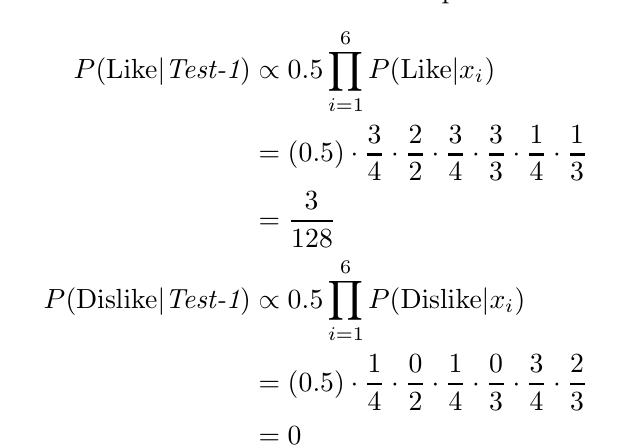 P(Like|Test-1) ∝ 0.5 ∏_{i=1}^{6} P(Like|x_i)
= (0.5) · 3/4 · 2/2 · 3/4 · 3/3 · 1/4 · 1/3
= 3/128
P(Dislike|Test-1) ∝ 0.5 ∏_{i=1}^{6} P(Dislike|x_i)
= (0.5) · 1/4 · 0/2 · 1/4 · 0/3 · 3/4 · 2/3
= 0